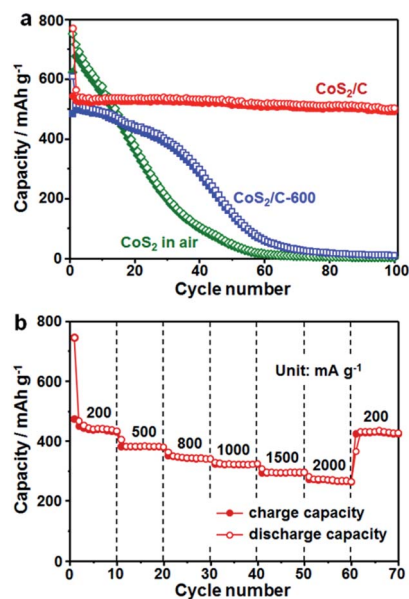 a
800
600
400
200
0
Capacity / mAh g-1
CoS2/C
CoS2/C-600
CoS2 in air
0 20 40 60 80 100
Cycle number
b
800
600
400
200
0
Capacity / mAh g-1
Unit: mA g-1
200 500 800 1000 1500 2000 200
charge capacity
discharge capacity
0 10 20 30 40 50 60 70
Cycle number